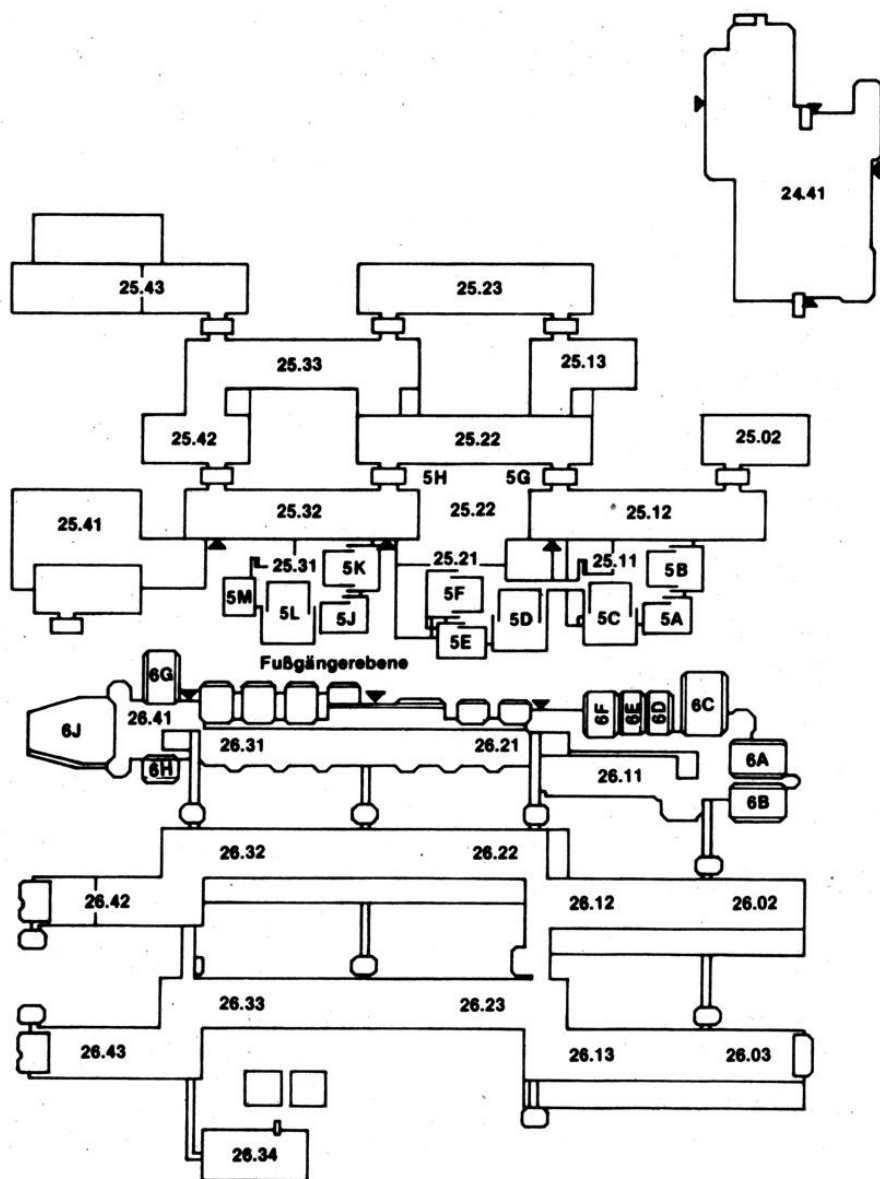 24.41
25.43
25.23
25.33
25.13
25.42
25.22
25.02
5H
5G
25.41
25.32
25.22
25.12
25.31
5K
25.21
25.11
5B
5M
5L
5J
5F
5E
5D
5C
5A
Fußgängerebene
6G
6J
26.41
6H
26.31
26.21
6F
6E
6D
6C
26.11
6A
6B
26.32
26.22
26.42
26.12
26.02
26.33
26.23
26.43
26.13
26.03
26.34